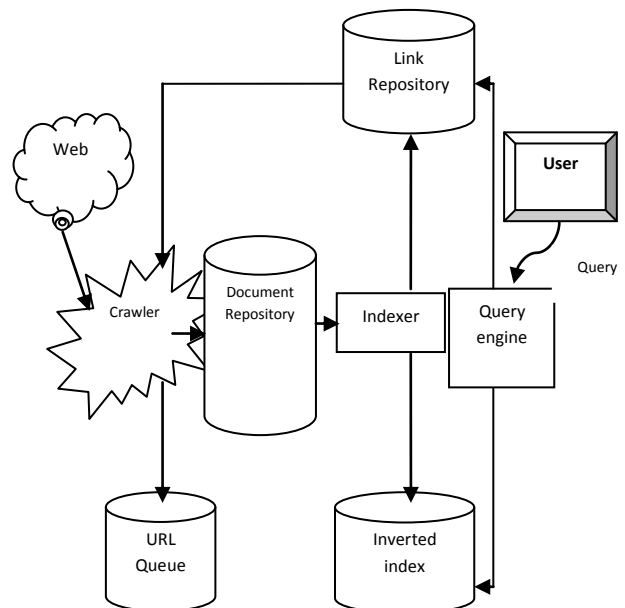 Link
Repository
Web
User
Query
Crawler
Document
Repository
Indexer
Query
engine
URL
Queue
Inverted
index